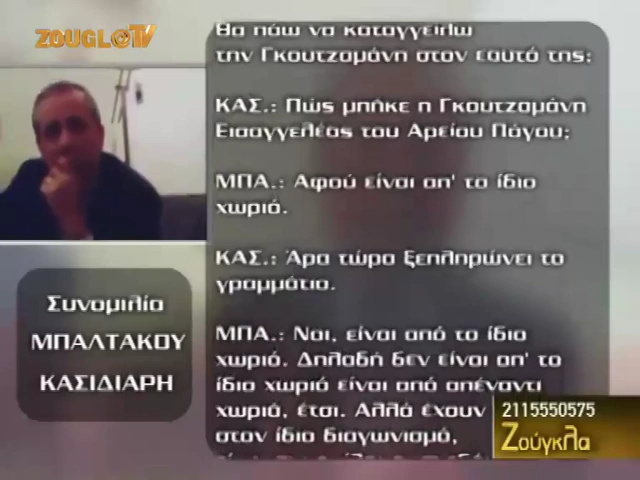 ZOUGL@TV
θα πάω να καταγγείλω
την Γκουτζαμάνη στον εαυτό της;
ΚΑΣ.: Πώς μπήκε η Γκουτζαμάνη
Εισαγγελέας του Αρείου Πάγου;
ΜΠΑ.: Αφού είναι απ' το ίδιο
χωριό.
ΚΑΣ.: Άρα τώρα ξεπληρώνει το
γραμμάτιο.
ΜΠΑ.: Ναι, είναι από το ίδιο
χωριό. Δηλαδή δεν είναι απ' το
ίδιο χωριό είναι από απέναντι
χωριό, έτσι. Αλλά έχουν
στον ίδιο διαγωνισμό,
Συνομιλία
ΜΠΑΛΤΑΚΟΥ
ΚΑΣΙΔΙΑΡΗ
2115550575
Ζούγκλα